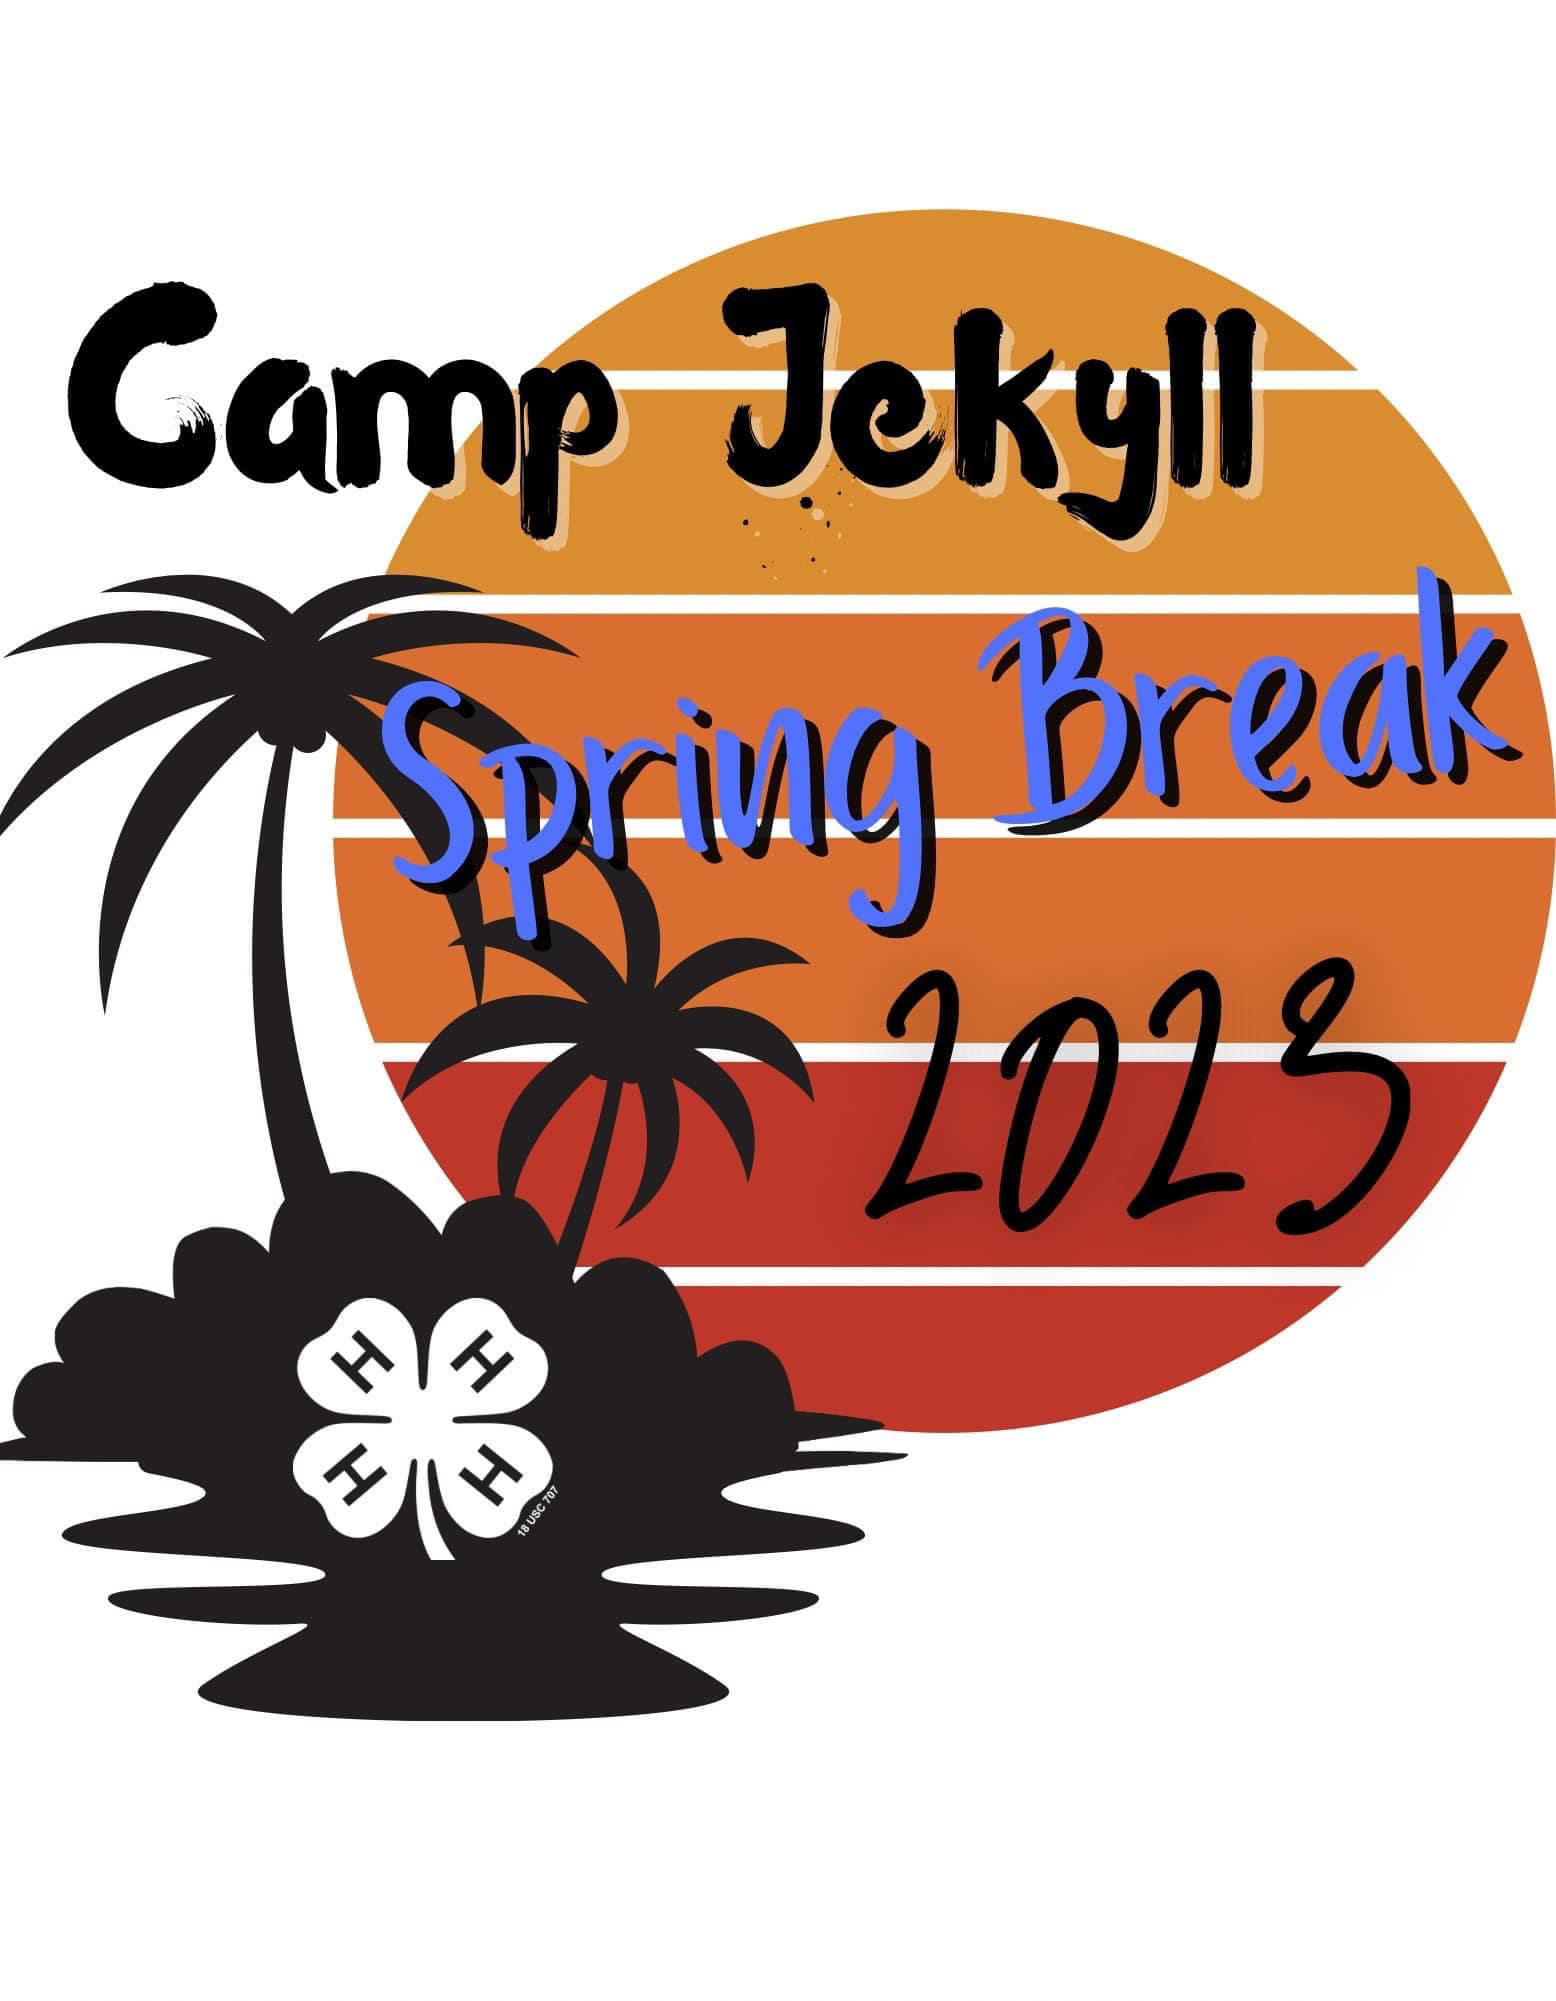 Camp Jekyll
Spring Break
2023
H H
H H
18 USC 707